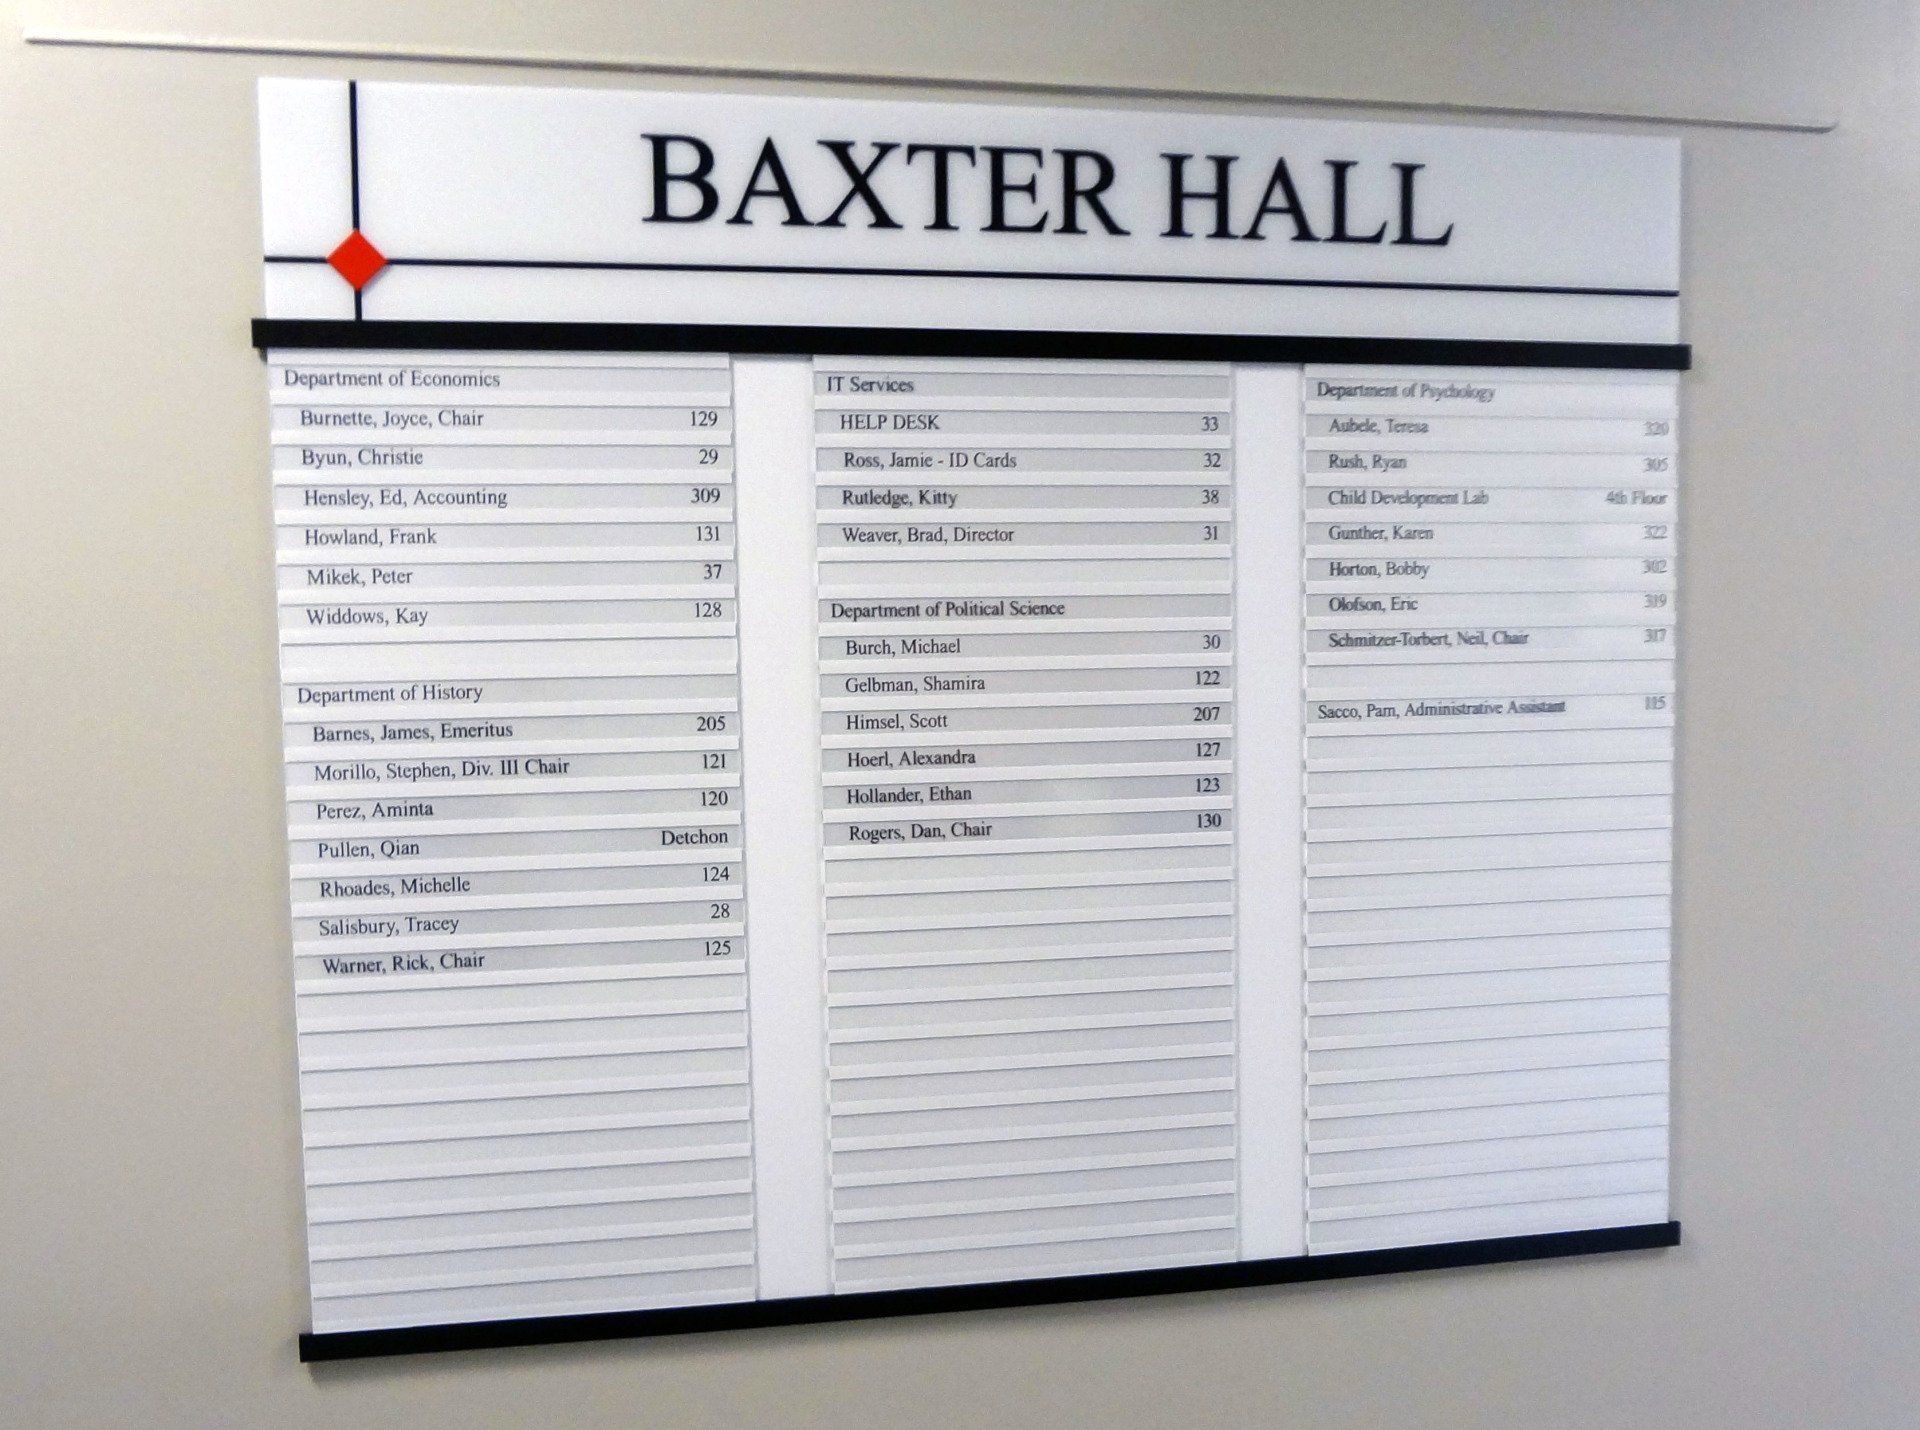 BAXTER HALL
Department of Economics
Burnette, Joyce, Chair 129
Byun, Christie 29
Hensley, Ed, Accounting 309
Howland, Frank 131
Mikek, Peter 37
Widdows, Kay 128
Department of History
Barnes, James, Emeritus 205
Morillo, Stephen, Div. III Chair 121
Perez, Aminta 120
Pullen, Qian Detchon
Rhoades, Michelle 124
Salisbury, Tracey 28
Warner, Rick, Chair 125
IT Services
HELP DESK 33
Ross, Jamie - ID Cards 32
Rutledge, Kitty 38
Weaver, Brad, Director 31
Department of Political Science
Burch, Michael 30
Gelbman, Shamira 122
Himsel, Scott 207
Hoerl, Alexandra 127
Hollander, Ethan 123
Rogers, Dan, Chair 130
Department of Psychology
Aubele, Teresa 320
Rush, Ryan 305
Child Development Lab 4th Floor
Gunther, Karen 322
Horton, Bobby 302
Olofson, Eric 319
Schmitzer-Torbert, Neil, Chair 317
Sacco, Pam, Administrative Assistant 115